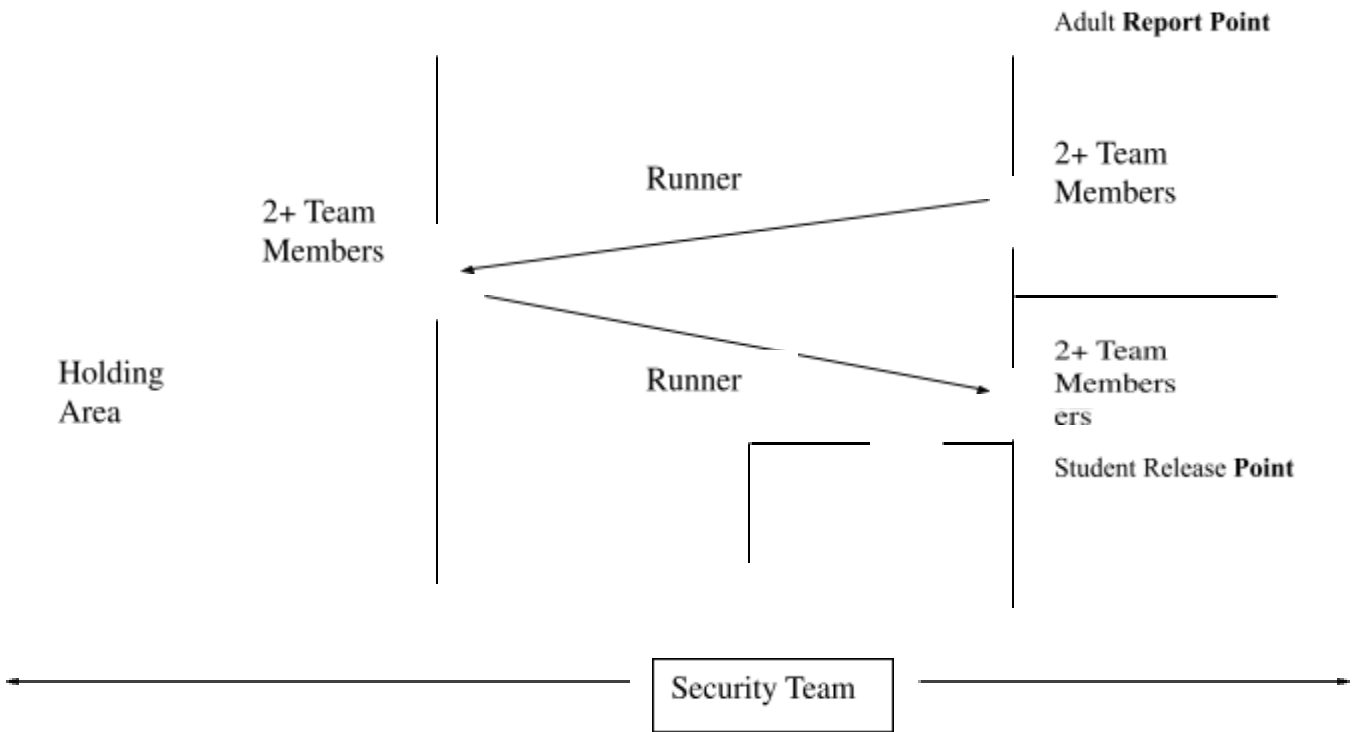 Adult Report Point
2+ Team
Members
Runner
2+ Team
Members
Holding
Area
Runner
2+ Team
Members
ers
Student Release Point
Security Team